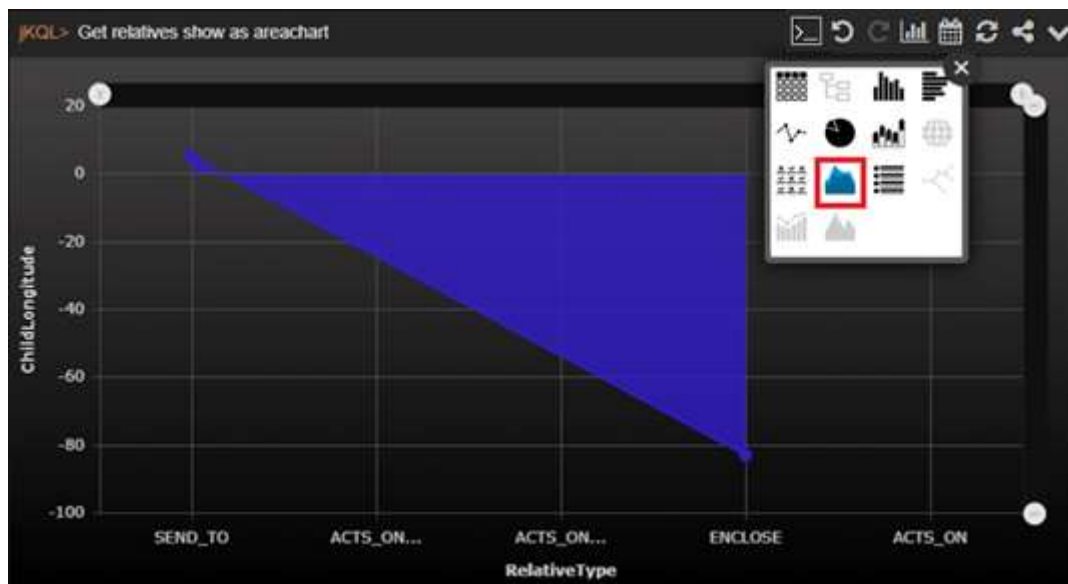 jKQL> Get relatives show as areachart
20
0
-20
-40
-60
-80
-100
ChildLongitude
SEND_TO ACTS_ON... ACTS_ON... ENCLOSE ACTS_ON
RelativeType